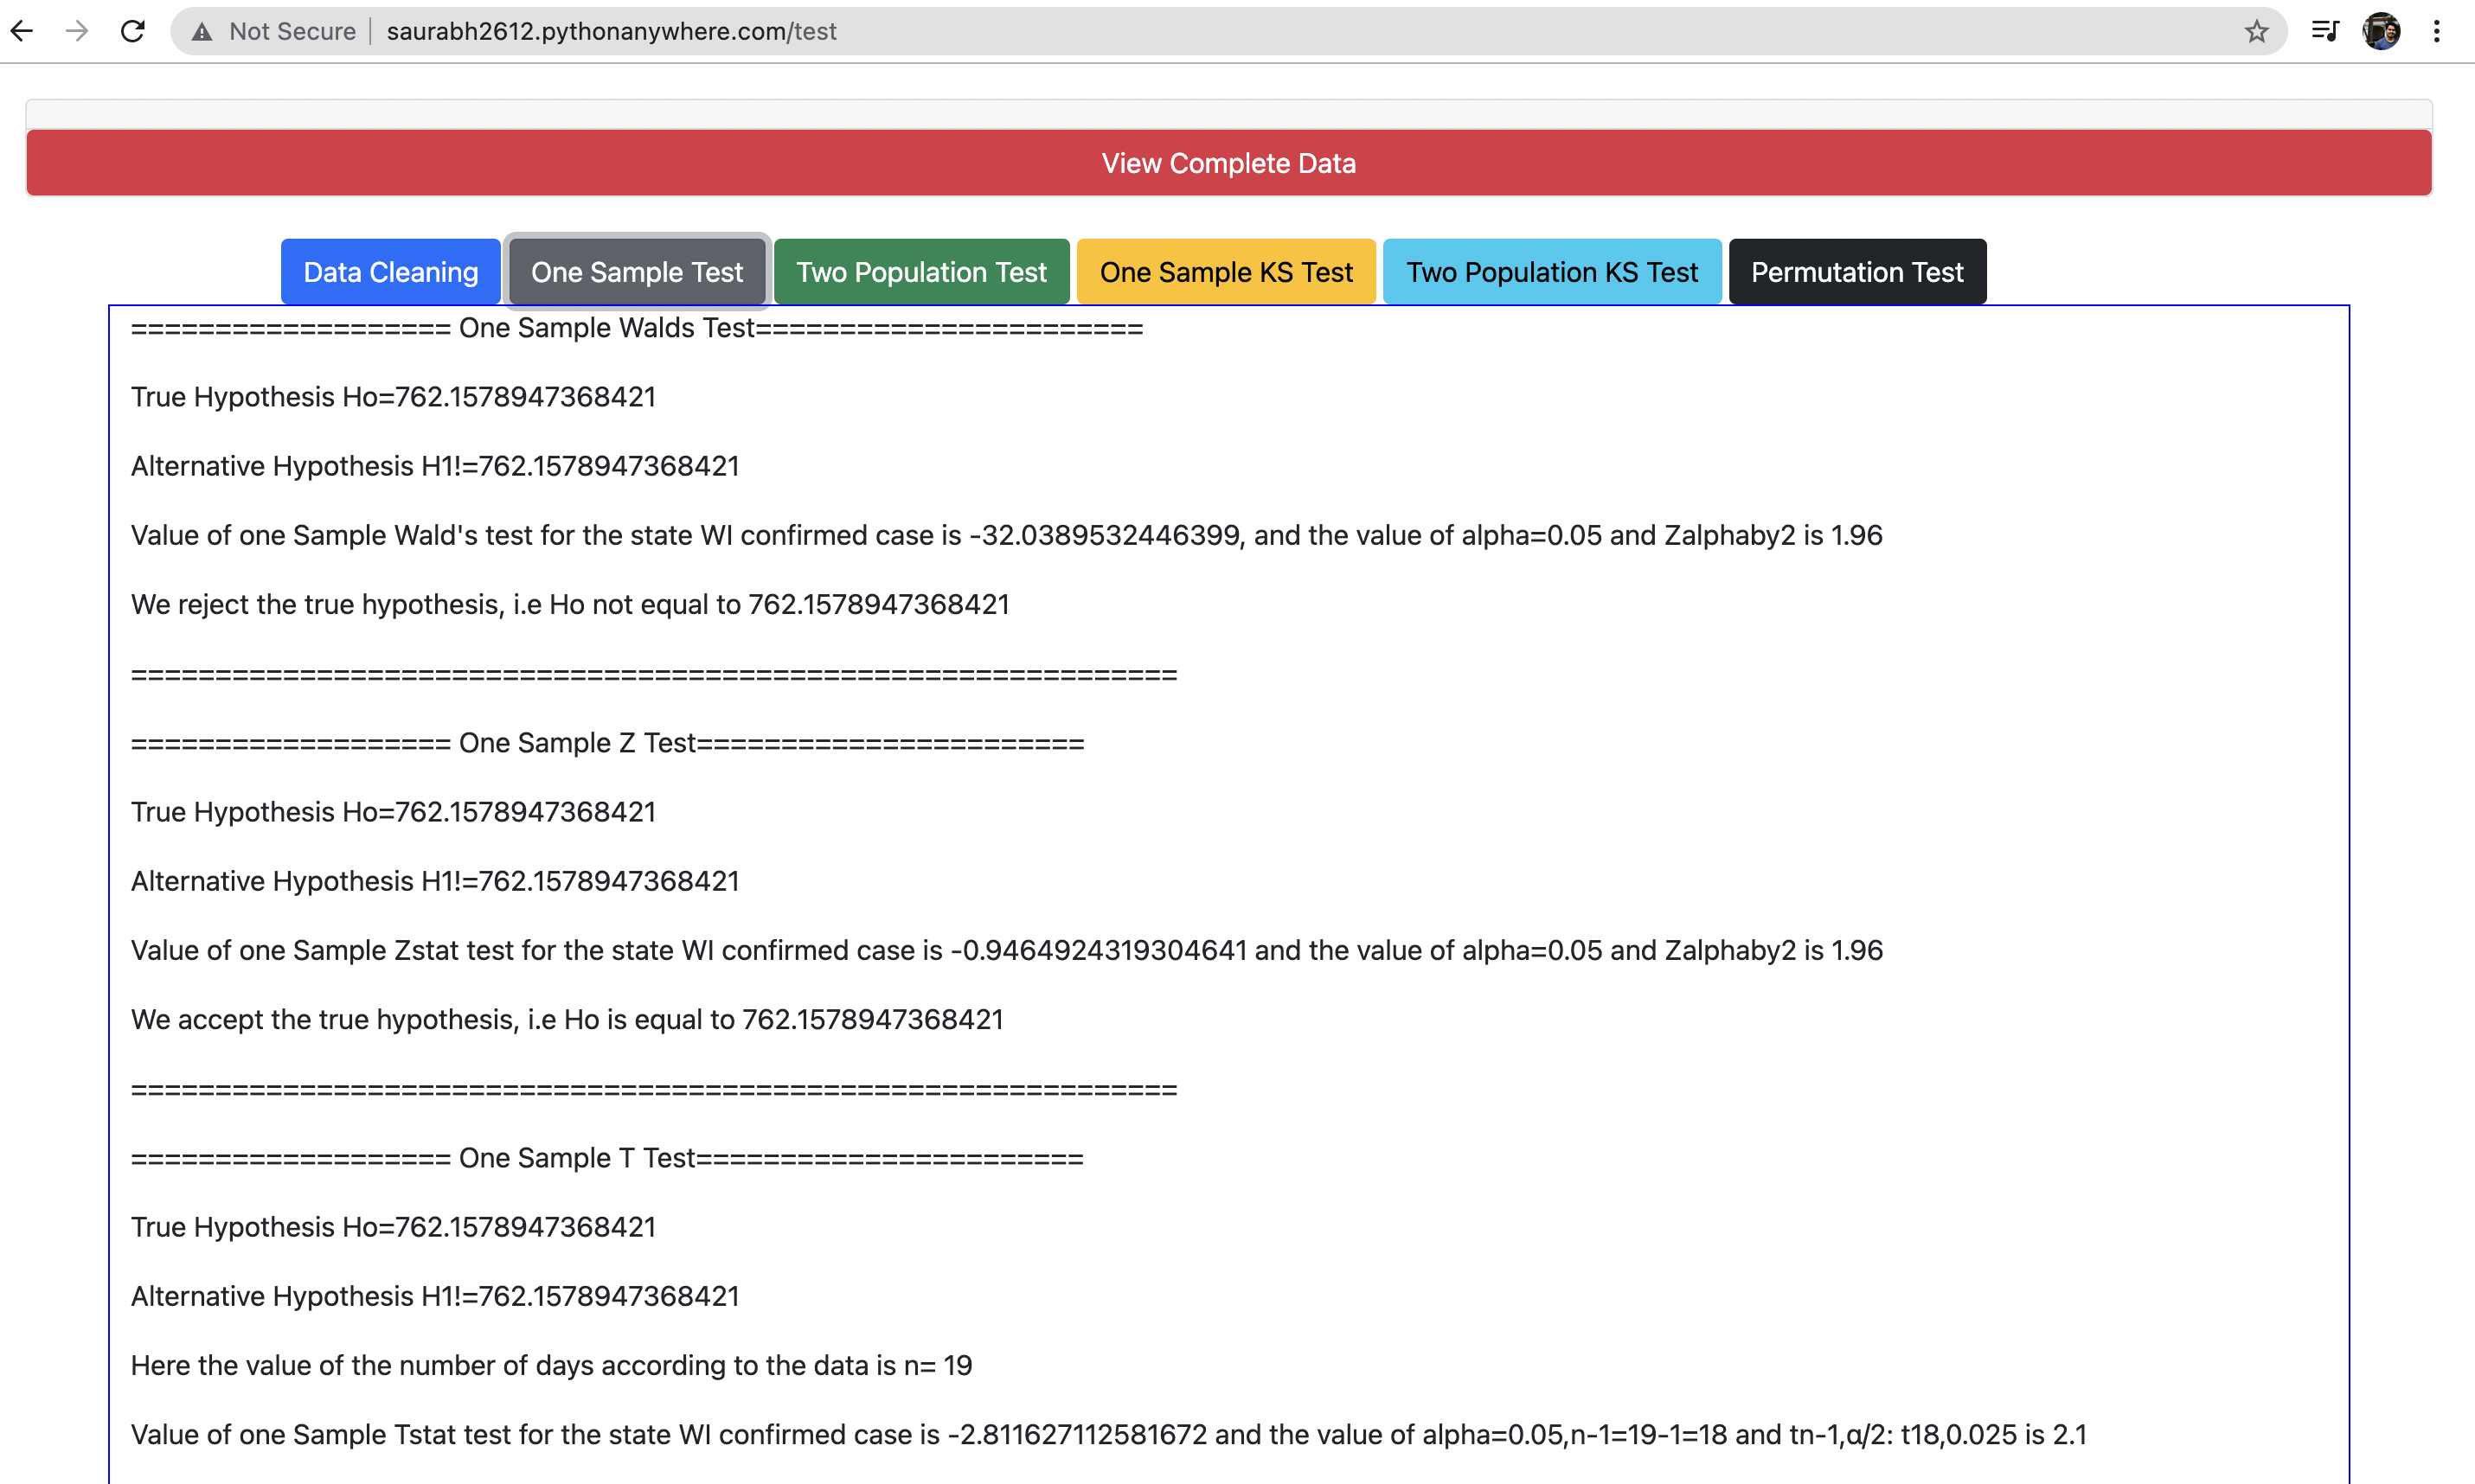 Not Secure | saurabh2612.pythonanywhere.com/test
View Complete Data
Data Cleaning One Sample Test Two Population Test One Sample KS Test Two Population KS Test Permutation Test
=================== One Sample Walds Test=======================
True Hypothesis Ho=762.1578947368421
Alternative Hypothesis H1!=762.1578947368421
Value of one Sample Wald's test for the state WI confirmed case is -32.0389532446399, and the value of alpha=0.05 and Zalphaby2 is 1.96
We reject the true hypothesis, i.e Ho not equal to 762.1578947368421
==============================================================
=================== One Sample Z Test=======================
True Hypothesis Ho=762.1578947368421
Alternative Hypothesis H1!=762.1578947368421
Value of one Sample Zstat test for the state WI confirmed case is -0.9464924319304641 and the value of alpha=0.05 and Zalphaby2 is 1.96
We accept the true hypothesis, i.e Ho is equal to 762.1578947368421
==============================================================
=================== One Sample T Test=======================
True Hypothesis Ho=762.1578947368421
Alternative Hypothesis H1!=762.1578947368421
Here the value of the number of days according to the data is n= 19
Value of one Sample Tstat test for the state WI confirmed case is -2.811627112581672 and the value of alpha=0.05,n-1=19-1=18 and tn-1,α/2: t18,0.025 is 2.1